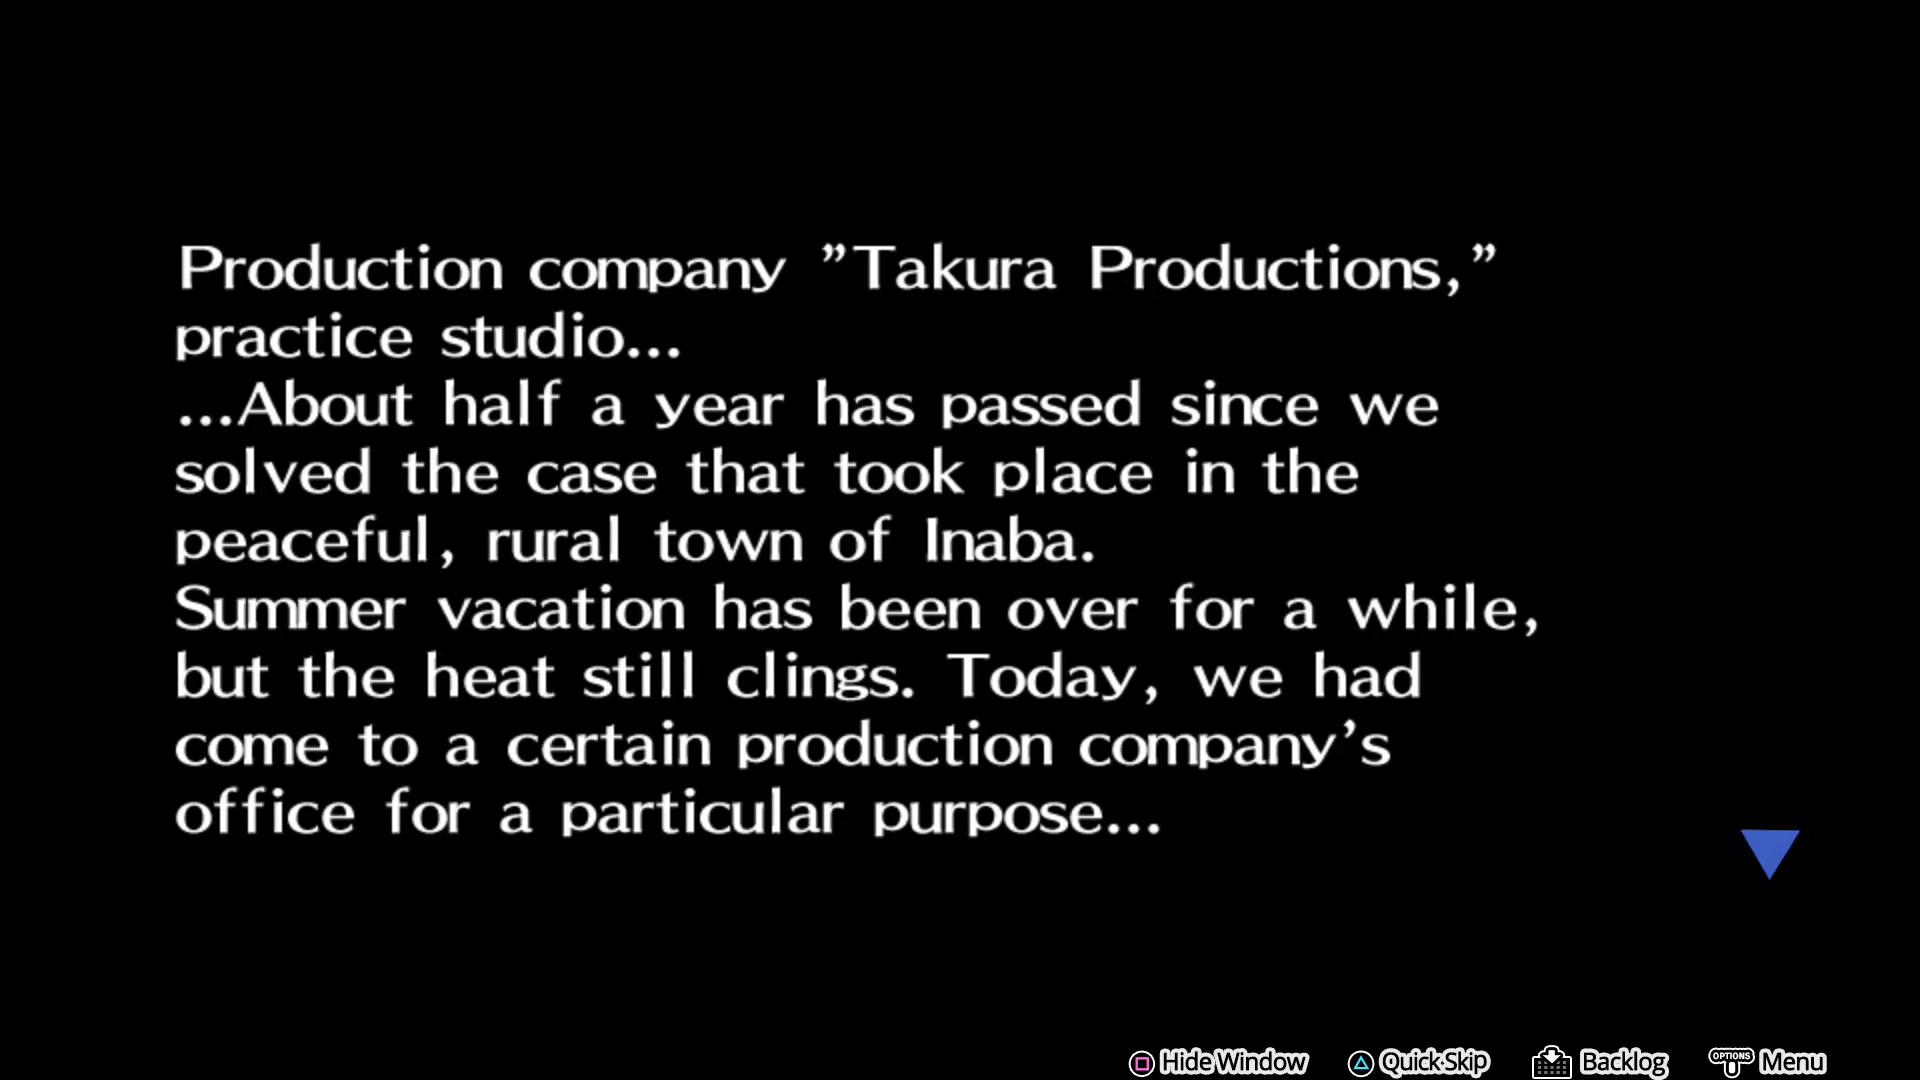 Production company ”Takura Productions,”
practice studio...
...About half a year has passed since we
solved the case that took place in the
peaceful, rural town of Inaba.
Summer vacation has been over for a while,
but the heat still clings. Today, we had
come to a certain production company’s
office for a particular purpose...
Hide Window Quick Skip Backlog OPTIONS Menu